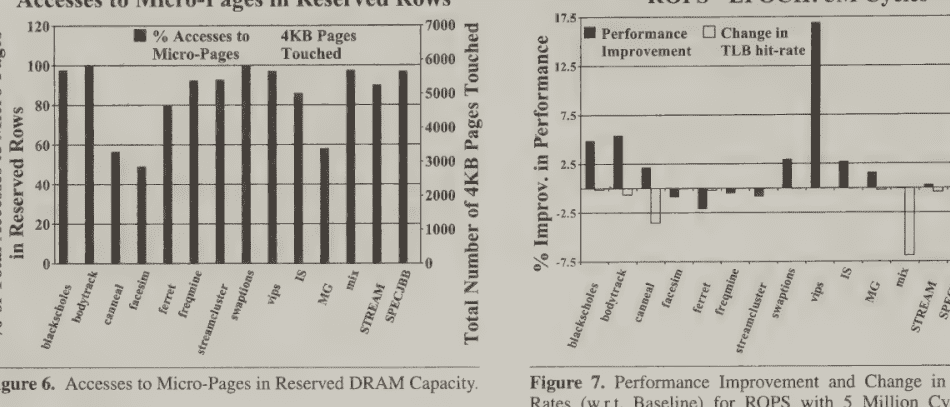 Accesses to Micro-Pages in Reserved Rows
120
100
80
60
40
20
0
in Reserved Rows
% Accesses to
Micro-Pages
4KB Pages
Touched
7000
6000
5000
4000
3000
2000
1000
0
Total Number of 4KB Pages Touched
blackscholes
bodytrack
canneal
facesim
ferret
freqmine
streamcluster
swaptions
vips
IS
MG
mix
STREAM
SPECJBB
gure 6. Accesses to Micro-Pages in Reserved DRAM Capacity.
ROPS - EPOCH: 5M Cycles
17.5
12.5
7.5
2.5
-2.5
-7.5
% Improv. in Performance
Performance
Improvement
Change in
TLB hit-rate
blackscholes
bodytrack
canneal
facesim
ferret
freqmine
streamcluster
swaptions
vips
IS
MG
mix
STREAM
SPEC
Figure 7. Performance Improvement and Change in
Rates (w.r.t. Baseline) for ROPS with 5 Million Cy